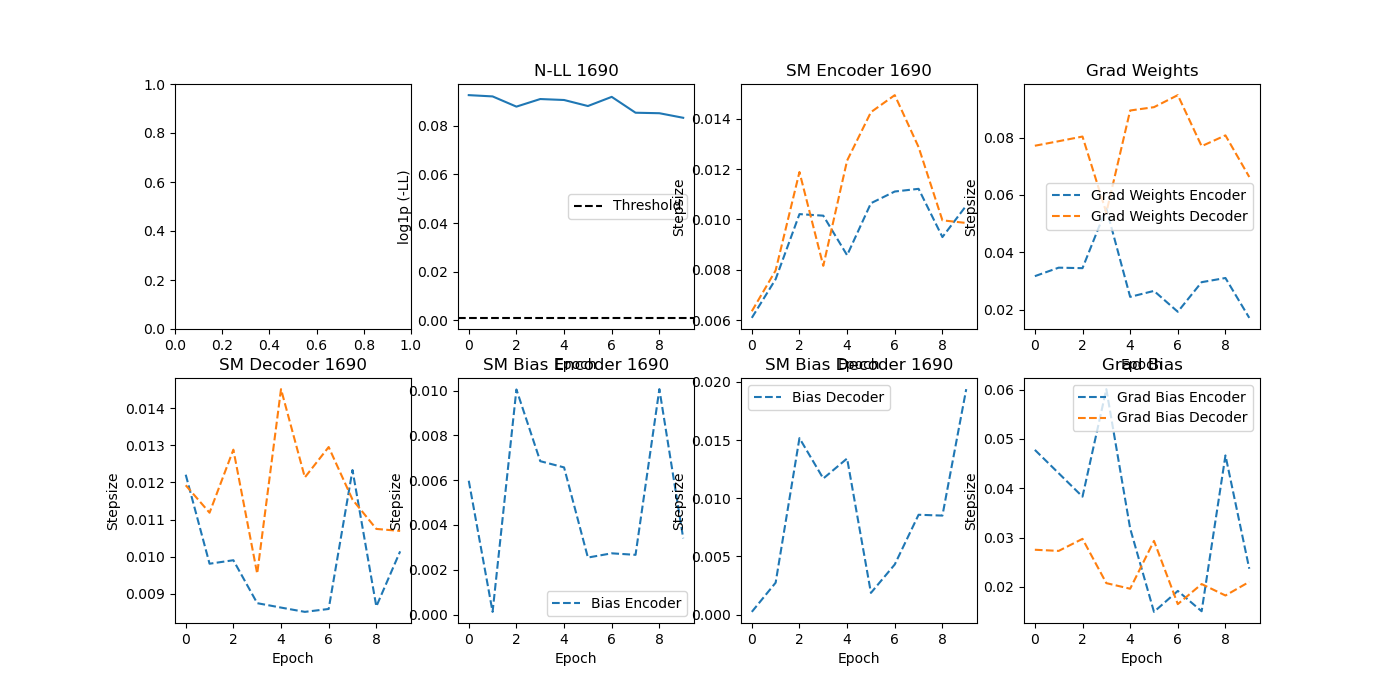 N-LL 1690
SM Encoder 1690
Grad Weights
1.0
0.8
0.6
0.4
0.2
0.0
0.0 0.2 0.4 0.6 0.8 1.0
log1p (-LL)
0.08
0.06
0.04
0.02
0.00
Threshold
0 2 4 6 8
Epoch
Stepsize
0.014
0.012
0.010
0.008
0.006
0 2 4 6 8
Epoch
Stepsize
0.08
0.06
0.04
0.02
Grad Weights Encoder
Grad Weights Decoder
0 2 4 6 8
Epoch
SM Decoder 1690
SM Bias Encoder 1690
SM Bias Decoder 1690
Grad Bias
Stepsize
0.014
0.013
0.012
0.011
0.010
0.009
0 2 4 6 8
Epoch
Stepsize
0.010
0.008
0.006
0.004
0.002
0.000
Bias Encoder
0 2 4 6 8
Epoch
Stepsize
0.020
0.015
0.010
0.005
0.000
Bias Decoder
0 2 4 6 8
Epoch
Stepsize
0.06
0.05
0.04
0.03
0.02
Grad Bias Encoder
Grad Bias Decoder
0 2 4 6 8
Epoch